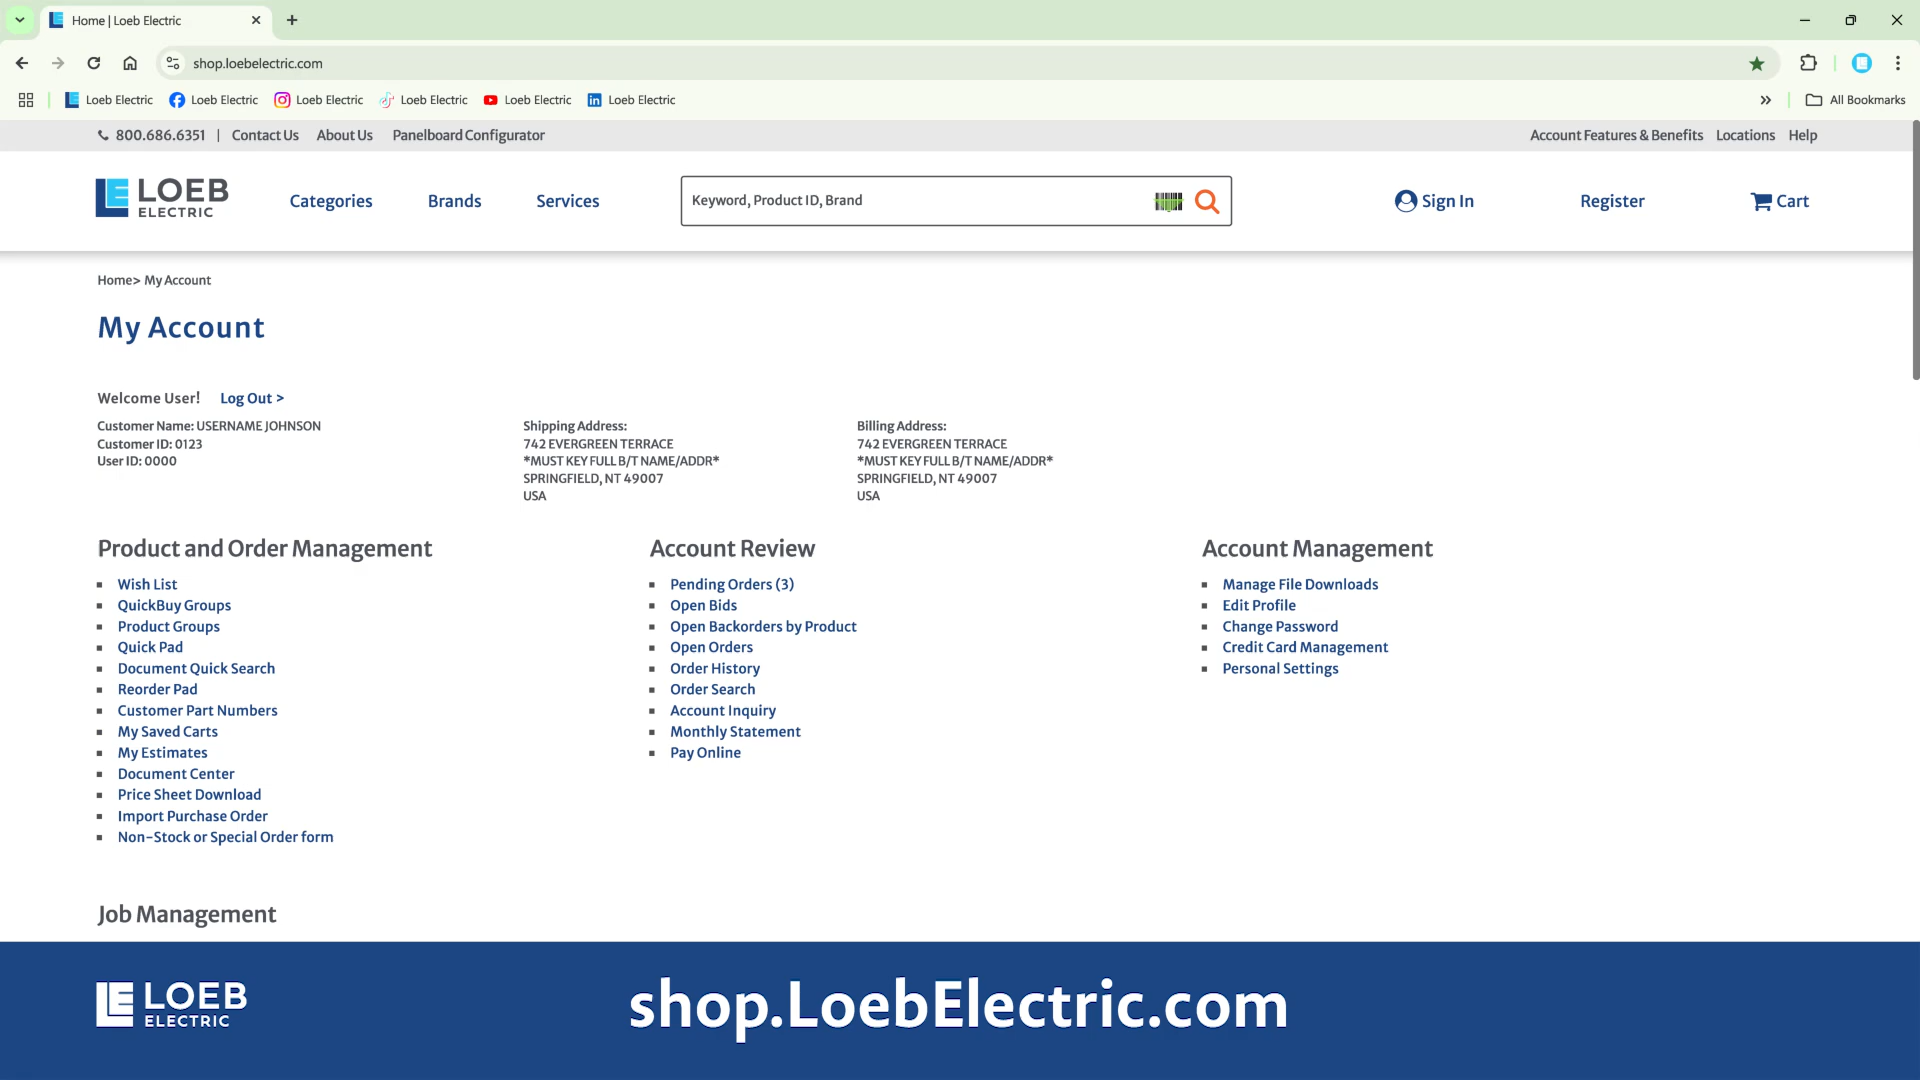 Home | Loeb Electric
shop.loebelectric.com
Loeb Electric Loeb Electric Loeb Electric Loeb Electric Loeb Electric Loeb Electric All Bookmarks
800.686.6351 | Contact Us About Us Panelboard Configurator Account Features & Benefits Locations Help
LOEB
ELECTRIC
Categories Brands Services Keyword, Product ID, Brand Sign In Register Cart
Home> My Account
My Account
Welcome User! Log Out >
Customer Name: USERNAME JOHNSON
Customer ID: 0123
User ID: 0000
Shipping Address:
742 EVERGREEN TERRACE
*MUST KEY FULL B/T NAME/ADDR*
SPRINGFIELD, NT 49007
USA
Billing Address:
742 EVERGREEN TERRACE
*MUST KEY FULL B/T NAME/ADDR*
SPRINGFIELD, NT 49007
USA
Product and Order Management
Wish List
QuickBuy Groups
Product Groups
Quick Pad
Document Quick Search
Reorder Pad
Customer Part Numbers
My Saved Carts
My Estimates
Document Center
Price Sheet Download
Import Purchase Order
Non-Stock or Special Order form
Account Review
Pending Orders (3)
Open Bids
Open Backorders by Product
Open Orders
Order History
Order Search
Account Inquiry
Monthly Statement
Pay Online
Account Management
Manage File Downloads
Edit Profile
Change Password
Credit Card Management
Personal Settings
Job Management
LOEB
ELECTRIC
shop.LoebElectric.com